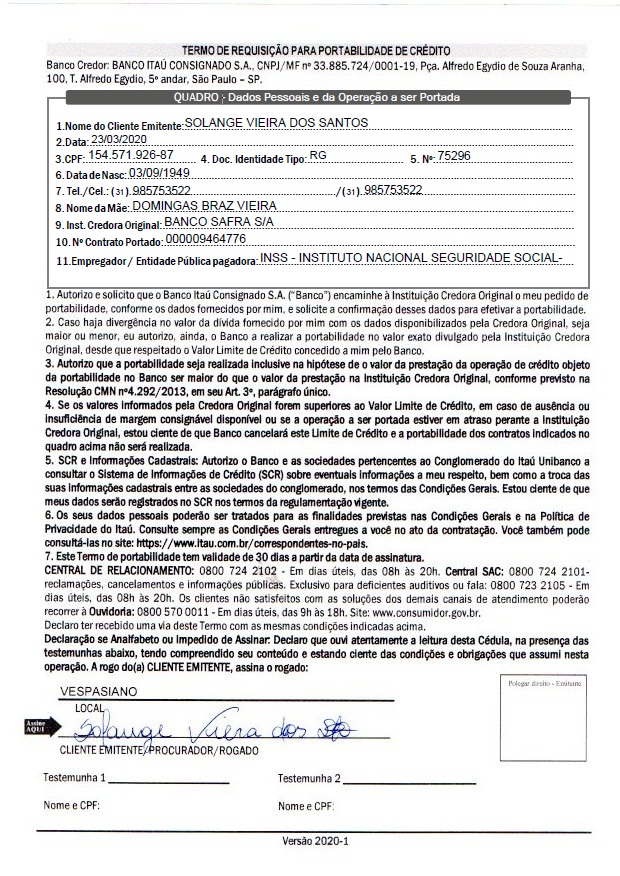 TERMO DE REQUISIÇÃO PARA PORTABILIDADE DE CRÉDITO
Banco Credor: BANCO ITAÚ CONSIGNADO S.A., CNPJ/MF nº 33.885.724/0001-19, Pça. Alfredo Egydio de Souza Aranha,
100, T. Alfredo Egydio, 5º andar, São Paulo – SP.
QUADRO ;- Dados Pessoais e da Operação a ser Portada
1.Nome do Cliente Emitente: SOLANGE VIEIRA DOS SANTOS
2.Data: 23/03/2020
3.CPF: 154.571.926-87 4. Doc. Identidade Tipo: RG 5. Nº: 75296
6. Data de Nasc: 03/09/1949
7. Tel./Cel.: (31).985753522 /(31).985753522
8. Nome da Mãe: DOMINGAS BRAZ VIEIRA
9. Inst. Credora Original: BANCO SAFRA S/A
10. Nº Contrato Portado: 000009464776
11.Empregador / Entidade Pública pagadora: INSS - INSTITUTO NACIONAL SEGURIDADE SOCIAL-
1. Autorizo e solicito que o Banco Itaú Consignado S.A. ("Banco") encaminhe à Instituição Credora Original o meu pedido de
portabilidade, conforme os dados fornecidos por mim, e solicite a confirmação desses dados para efetivar a portabilidade.
2. Caso haja divergência no valor da dívida fornecido por mim com os dados disponibilizados pela Credora Original, seja
maior ou menor, eu autorizo, ainda, o Banco a realizar a portabilidade no valor exato divulgado pela Instituição Credora
Original, desde que respeitado o Valor Limite de Crédito concedido a mim pelo Banco.
3. Autorizo que a portabilidade seja realizada inclusive na hipótese de o valor da prestação da operação de crédito objeto
da portabilidade no Banco ser maior do que o valor da prestação na Instituição Credora Original, conforme previsto na
Resolução CMN nº4.292/2013, em seu Art. 3º, parágrafo único.
4. Se os valores informados pela Credora Original forem superiores ao Valor Limite de Crédito, em caso de ausência ou
insuficiência de margem consignável disponível ou se a operação a ser portada estiver em atraso perante a Instituição
Credora Original, estou ciente de que Banco cancelará este Limite de Crédito e a portabilidade dos contratos indicados no
quadro acima não será realizada.
5. SCR e Informações Cadastrais: Autorizo o Banco e as sociedades pertencentes ao Conglomerado do Itaú Unibanco a
consultar o Sistema de Informações de Crédito (SCR) sobre eventuais informações a meu respeito, bem como a troca das
suas informações cadastrais entre as sociedades do conglomerado, nos termos das Condições Gerais. Estou ciente de que
meus dados serão registrados no SCR nos termos da regulamentação vigente.
6. Os seus dados pessoais poderão ser tratados para as finalidades previstas nas Condições Gerais e na Política de
Privacidade do Itaú. Consulte sempre as Condições Gerais entregues a você no ato da contratação. Você também pode
consultá-las no site: https://www.itau.com.br/correspondentes-no-pais.
7. Este Termo de portabilidade tem validade de 30 dias a partir da data de assinatura.
CENTRAL DE RELACIONAMENTO: 0800 724 2102 - Em dias úteis, das 08h às 20h. Central SAC: 0800 724 2101-
reclamações, cancelamentos e informações públicas. Exclusivo para deficientes auditivos ou fala: 0800 723 2105 - Em
dias úteis, das 08h às 20h. Os clientes não satisfeitos com as soluções dos demais canais de atendimento poderão
recorrer à Ouvidoria: 0800 570 0011 - Em dias úteis, das 9h às 18h. Site: www.consumidor.gov.br.
Declaro ter recebido uma via deste Termo com as mesmas condições indicadas acima.
Declaração se Analfabeto ou Impedido de Assinar: Declaro que ouvi atentamente a leitura desta Cédula, na presença das
testemunhas abaixo, tendo compreendido seu conteúdo e estando ciente das condições e obrigações que assumi nesta
operação. A rogo do(a) CLIENTE EMITENTE, assina o rogado:
Polegar direito - Emitente
VESPASIANO
LOCAL
Assine AQUI Solange Viera dos
CLIENTE EMITENTE/PROCURADOR/ROGADO
Testemunha 1 Testemunha 2
Nome e CPF: Nome e CPF:
Versão 2020-1